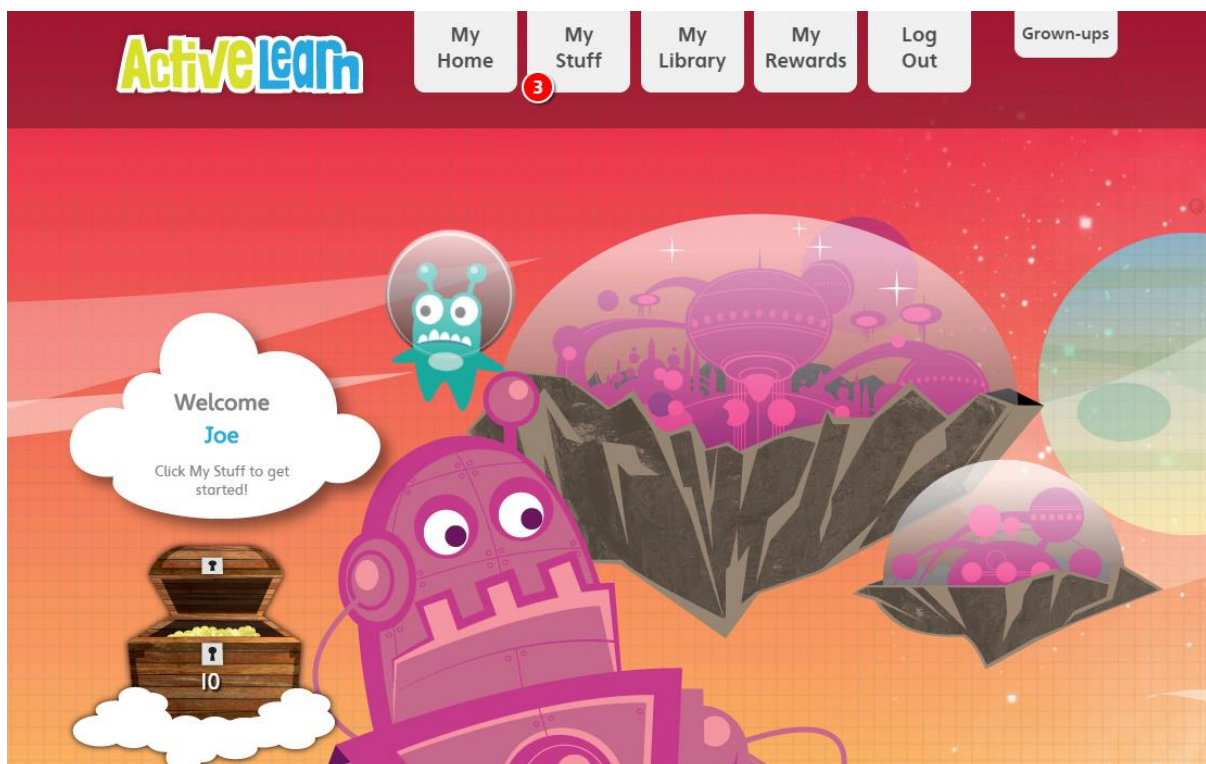 ActiveLearn
My
Home
My
Stuff
3
My
Library
My
Rewards
Log
Out
Grown-ups
Welcome
Joe
Click My Stuff to get
started!
10